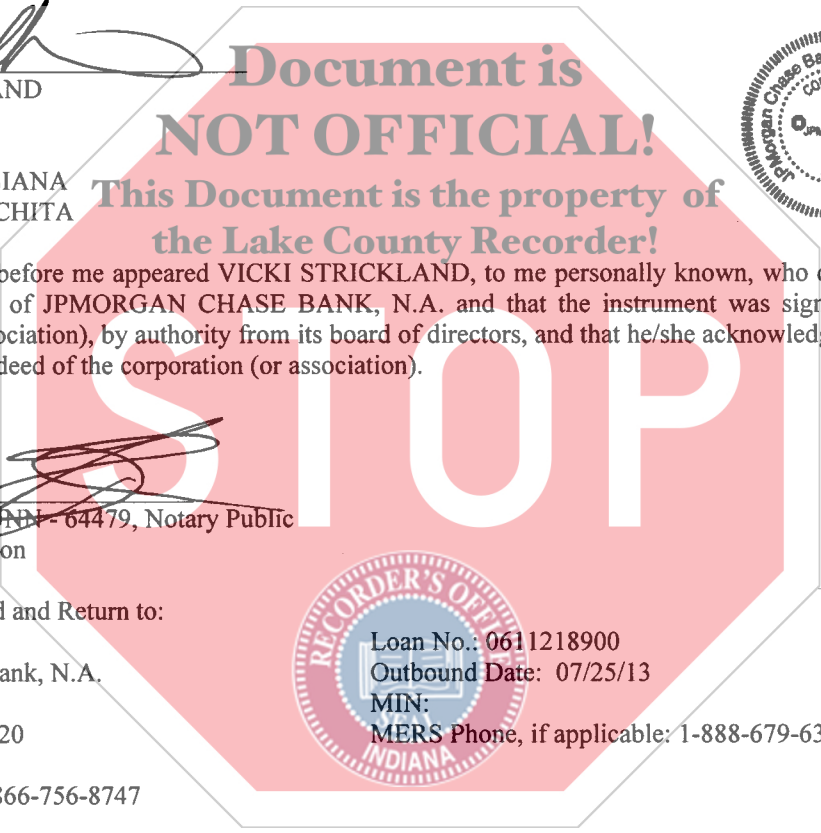 Document is
NOT OFFICIAL!
This Document is the property of
the Lake County Recorder!
AND
IANA
CHITA
JPMorgan Chase Ba
before me appeared VICKI STRICKLAND, to me personally known, who
of JPMORGAN CHASE BANK, N.A. and that the instrument was sign
ociation), by authority from its board of directors, and that he/she acknowled
deed of the corporation (or association).
STOP
NN - 64479, Notary Public
on
d and Return to:
RECORDER'S OFFICE
SEAL
INDIANA
Loan No.: 0611218900
ank, N.A.
Outbound Date: 07/25/13
MIN:
20
MERS Phone, if applicable: 1-888-679-63
866-756-8747